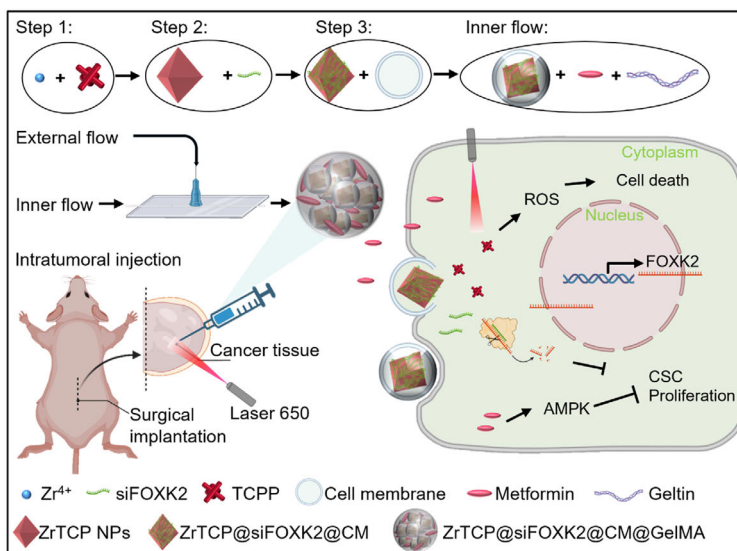 Step 1:
Step 2:
Step 3:
Inner flow:
External flow
Inner flow
Cytoplasm
Cell death
ROS
Nucleus
FOXK2
Intratumoral injection
Cancer tissue
Laser 650
Surgical
implantation
CSC
Proliferation
AMPK
Zr4+
siFOXK2
TCPP
Cell membrane
Metformin
Geltin
ZrTCP NPs
ZrTCP@siFOXK2@CM
ZrTCP@siFOXK2@CM@GelMA